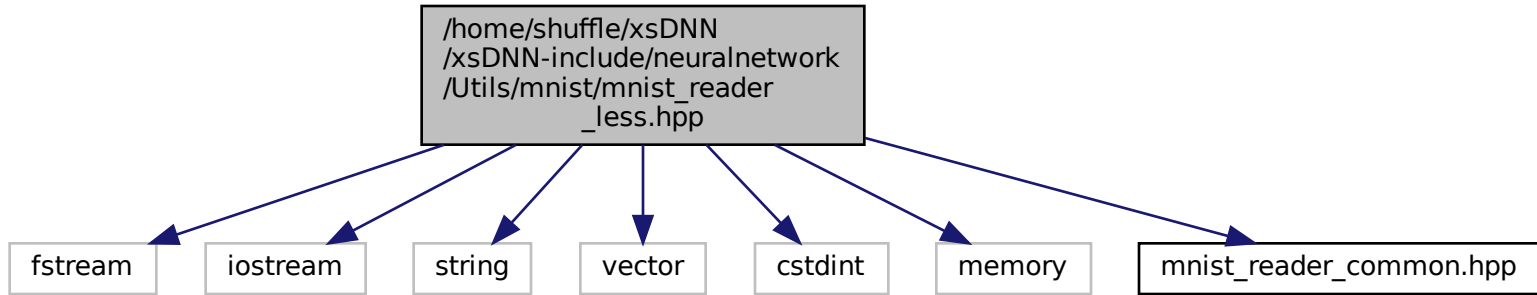 /home/shuffle/xsDNN
/xsDNN-include/neuralnetwork
/Utils/mnist/mnist_reader
_less.hpp
fstream
iostream
string
vector
cstdint
memory
mnist_reader_common.hpp